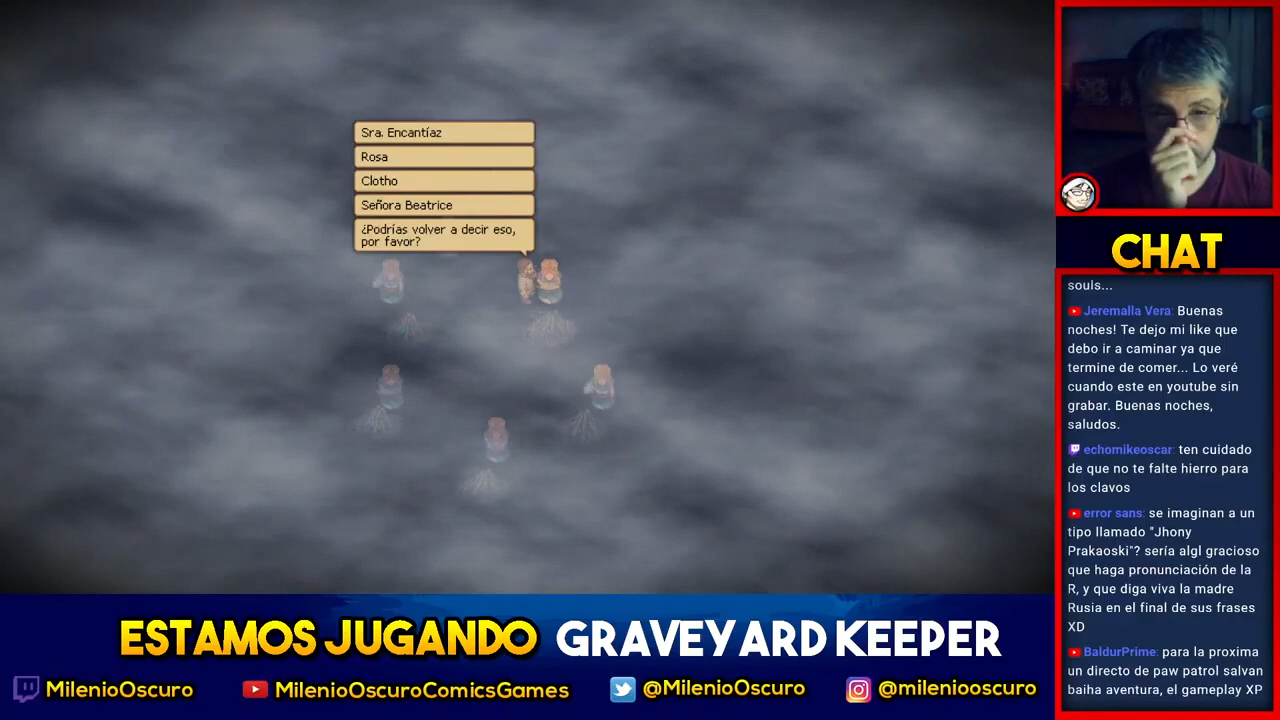 Sra. Encantíaz
Rosa
Clotho
Señora Beatrice
¿Podrías volver a decir eso,
por favor?
CHAT
souls...
Jeremalla Vera: Buenas
noches! Te dejo mi like que
debo ir a caminar ya que
termine de comer... Lo veré
cuando este en youtube sin
grabar. Buenas noches,
saludos.
echomikeoscar: ten cuidado
de que no te falte hierro para
los clavos
error sans: se imaginan a un
tipo llamado "Jhony
Prakaoski"? sería algl gracioso
que haga pronunciación de la
R, y que diga viva la madre
Rusia en el final de sus frases
XD
BaldurPrime: para la proxima
un directo de paw patrol salvan
baiha aventura, el gameplay XP
ESTAMOS JUGANDO GRAVEYARD KEEPER
MilenioOscuro MilenioOscuroComicsGames @MilenioOscuro @mileniooscuro